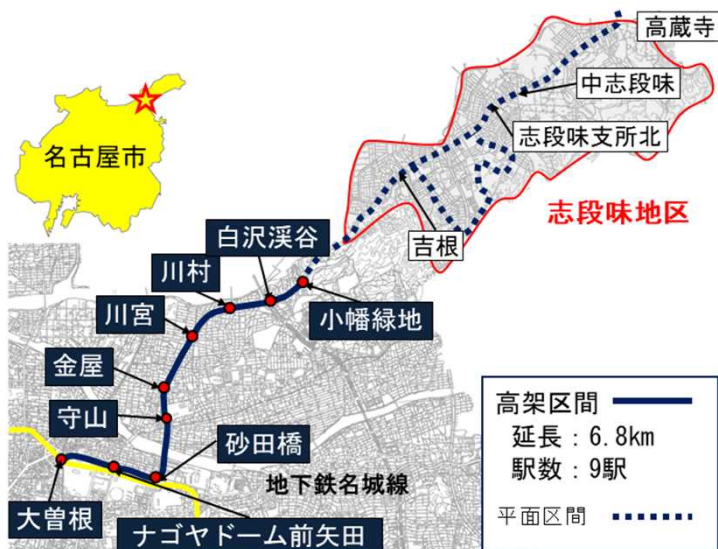 高蔵寺
中志段味
志段味支所北
名古屋市
志段味地区
吉根
白沢渓谷
川村
小幡緑地
川宮
金屋
守山
砂田橋
地下鉄名城線
大曽根
ナゴヤドーム前矢田
高架区間
延長：6.8km
駅数：9駅
平面区間